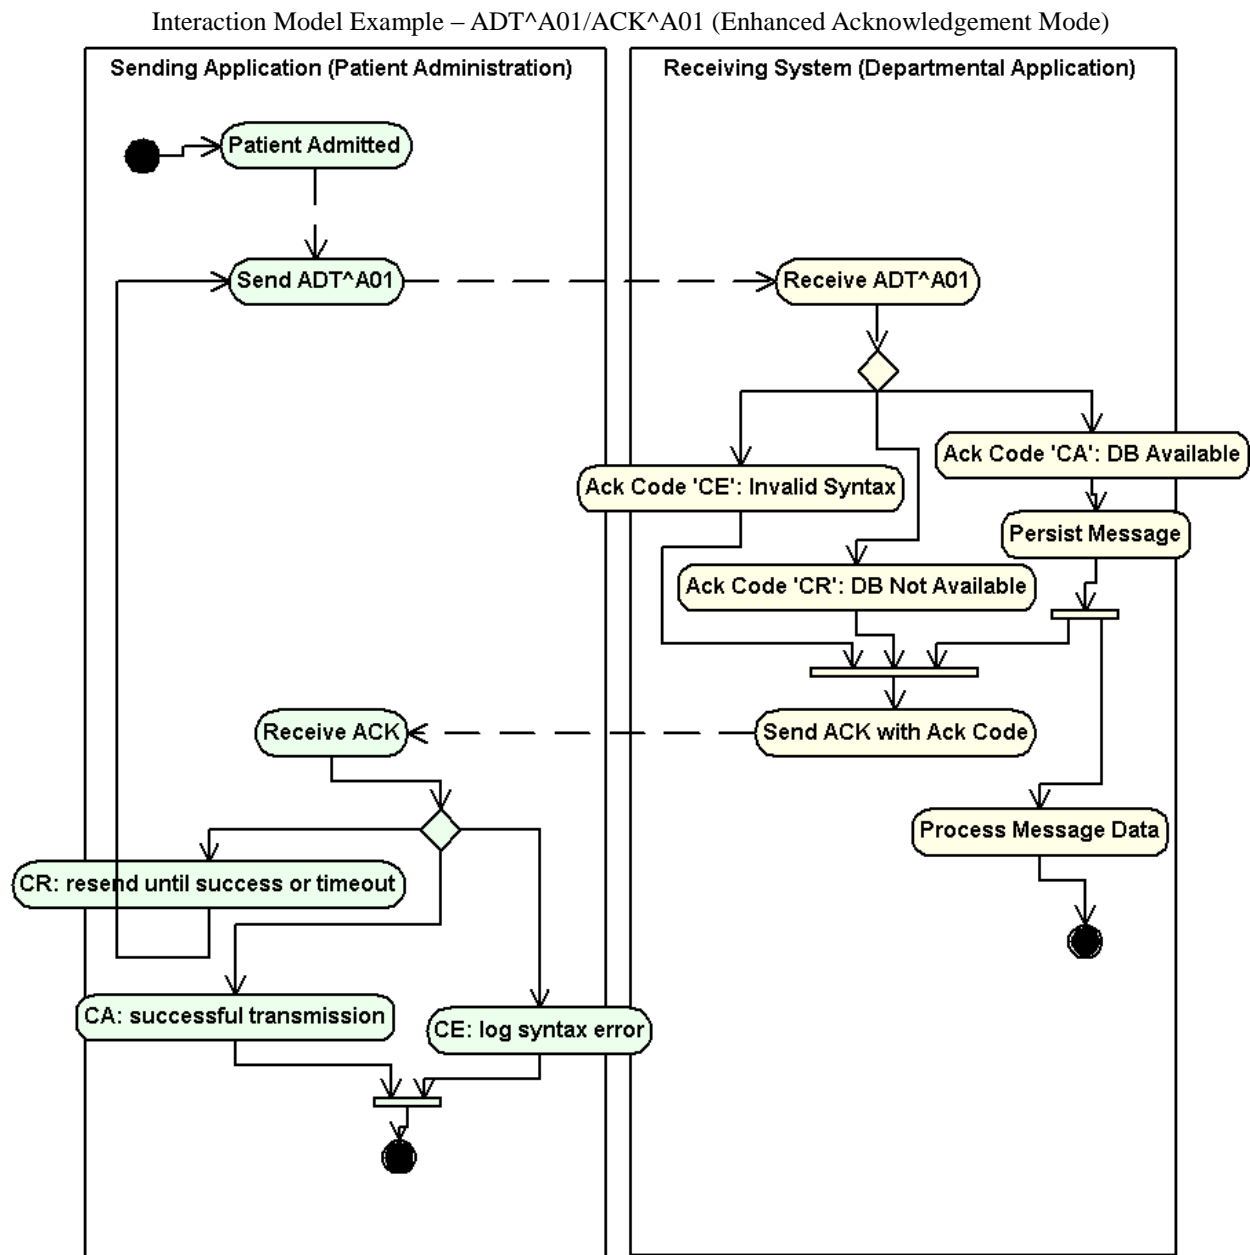 Interaction Model Example – ADT^A01/ACK^A01 (Enhanced Acknowledgement Mode)
Sending Application (Patient Administration)
Receiving System (Departmental Application)
Patient Admitted
Send ADT^A01
Receive ADT^A01
Ack Code 'CA': DB Available
Ack Code 'CE': Invalid Syntax
Persist Message
Ack Code 'CR': DB Not Available
Receive ACK
Send ACK with Ack Code
Process Message Data
CR: resend until success or timeout
CA: successful transmission
CE: log syntax error